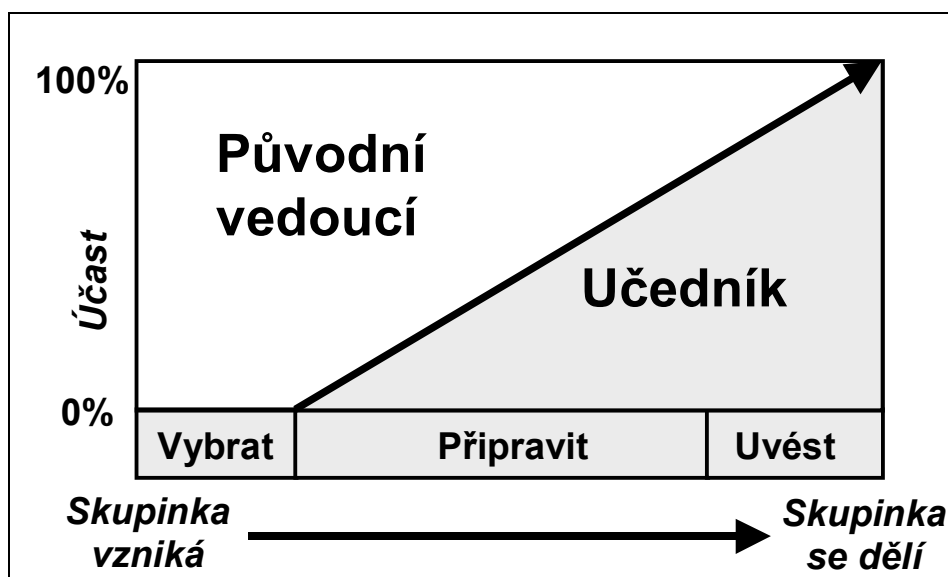 100%
Původní
vedoucí
Účast
Učedník
0%
Vybrat
Připravit
Uvést
Skupinka
vzniká
Skupinka
se dělí